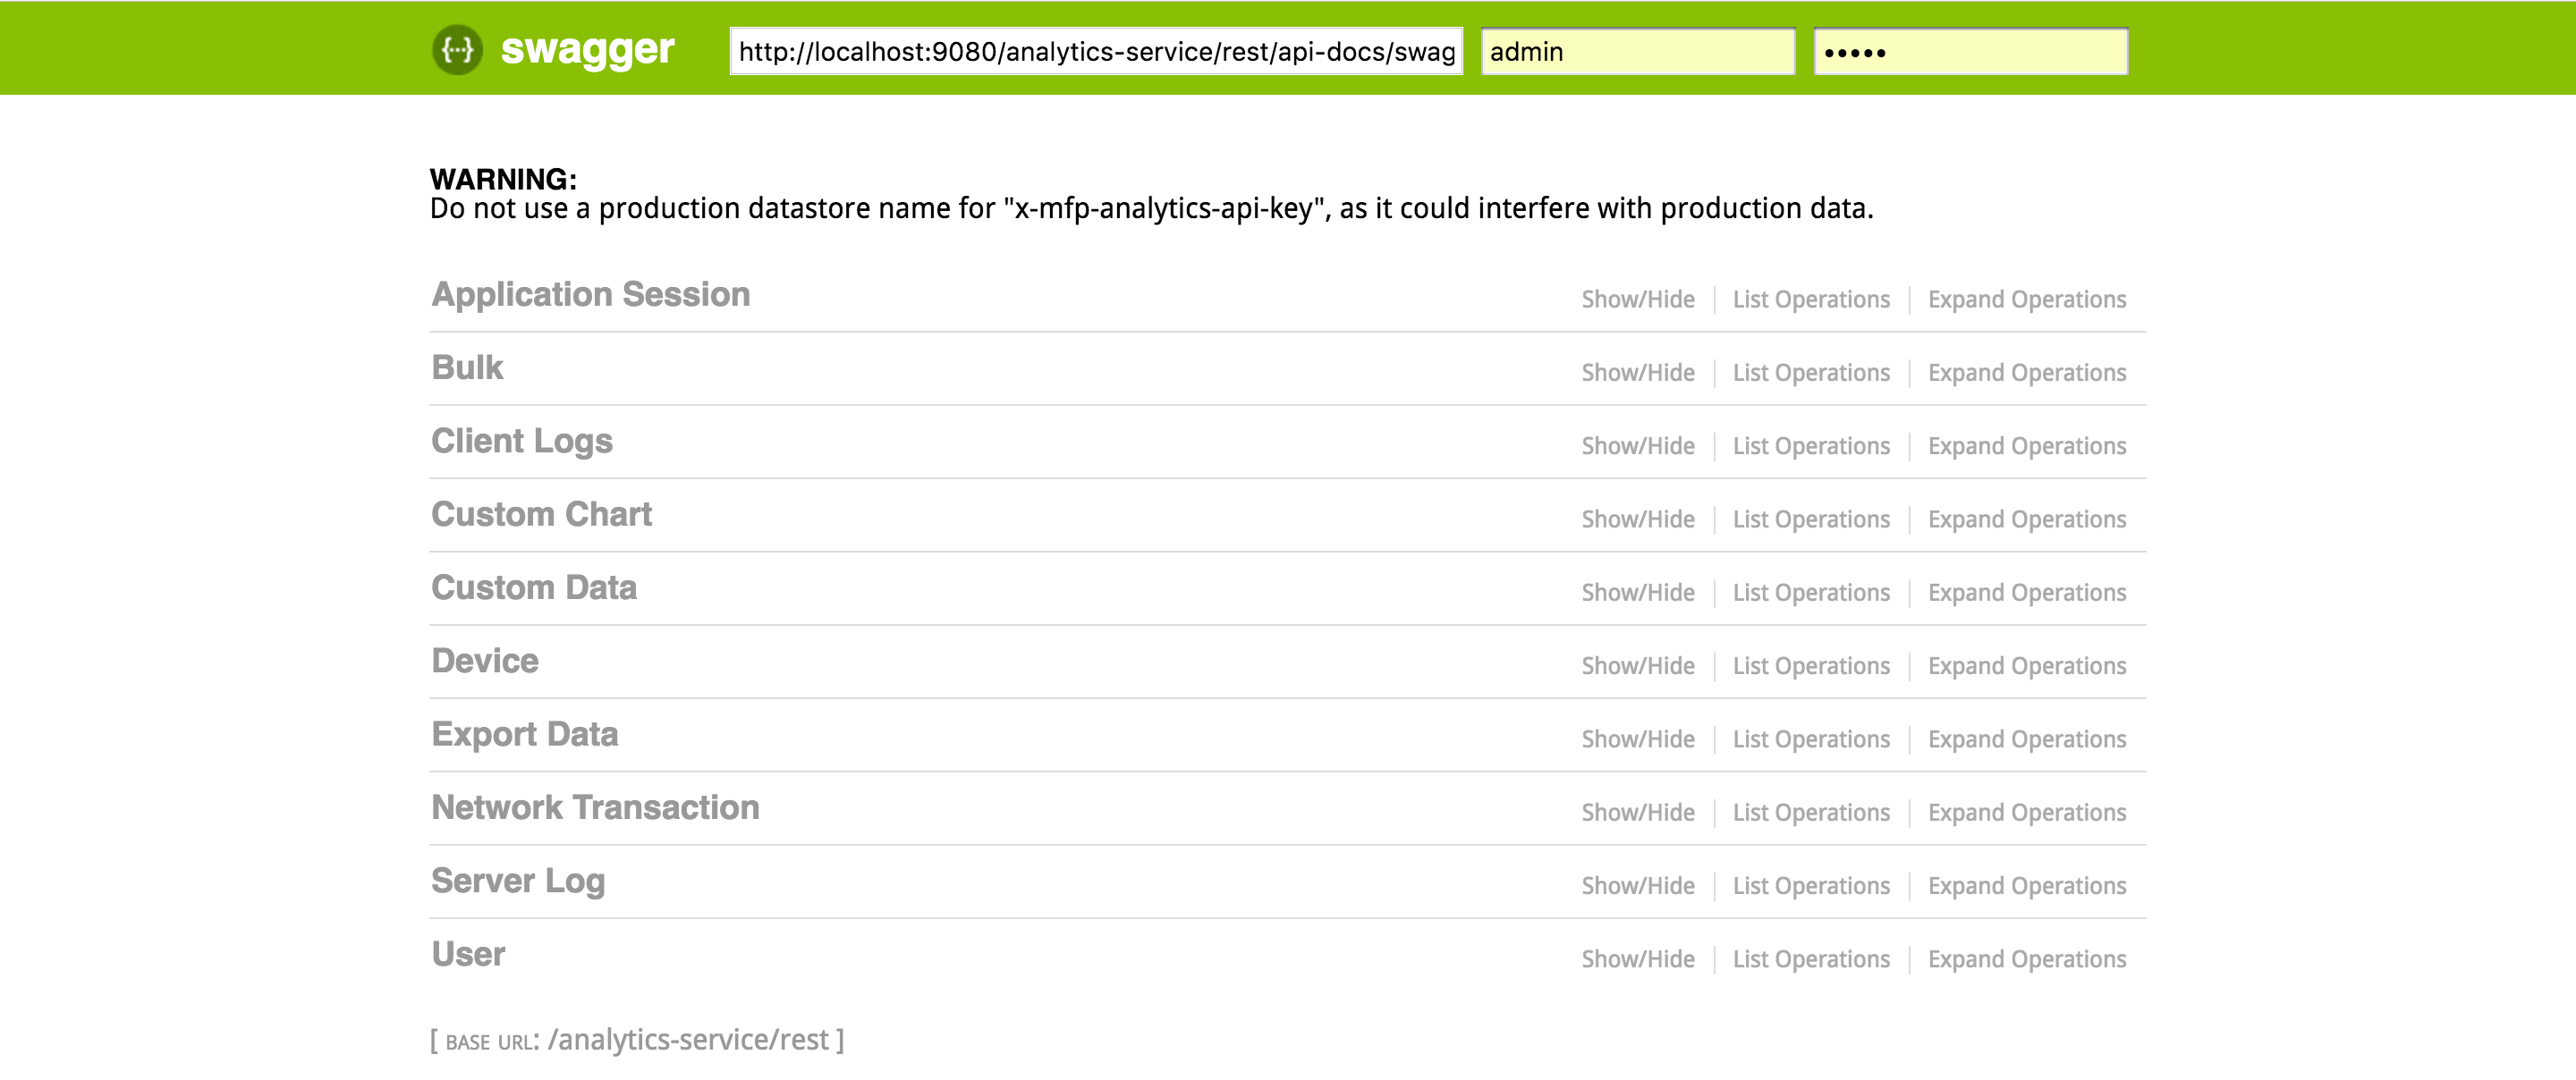 {···} swagger http://localhost:9080/analytics-service/rest/api-docs/swag admin •••••
WARNING:
Do not use a production datastore name for "x-mfp-analytics-api-key", as it could interfere with production data.
Application Session Show/Hide List Operations Expand Operations
Bulk Show/Hide List Operations Expand Operations
Client Logs Show/Hide List Operations Expand Operations
Custom Chart Show/Hide List Operations Expand Operations
Custom Data Show/Hide List Operations Expand Operations
Device Show/Hide List Operations Expand Operations
Export Data Show/Hide List Operations Expand Operations
Network Transaction Show/Hide List Operations Expand Operations
Server Log Show/Hide List Operations Expand Operations
User Show/Hide List Operations Expand Operations
[ BASE URL: /analytics-service/rest ]